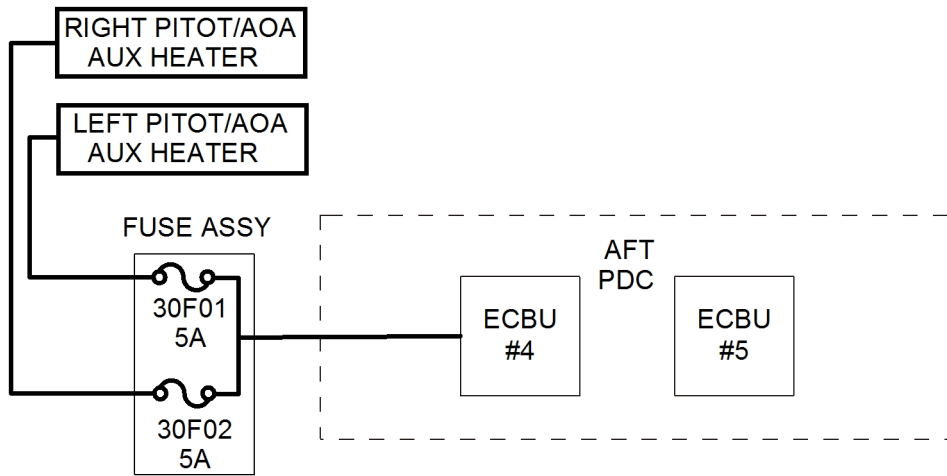 RIGHT PITOT/AOA
AUX HEATER
LEFT PITOT/AOA
AUX HEATER
FUSE ASSY
30F01
5A
30F02
5A
AFT
PDC
ECBU
#4
ECBU
#5